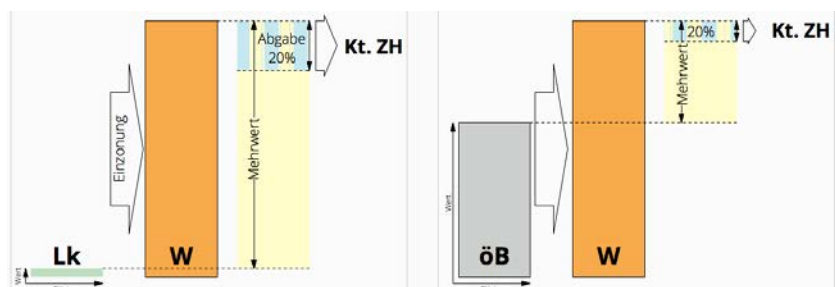 Abgabe
20%
Kt. ZH
Einzonung
Mehrwert
Lk
W
Wert
20%
Kt. ZH
Mehrwert
Wert
öB
W